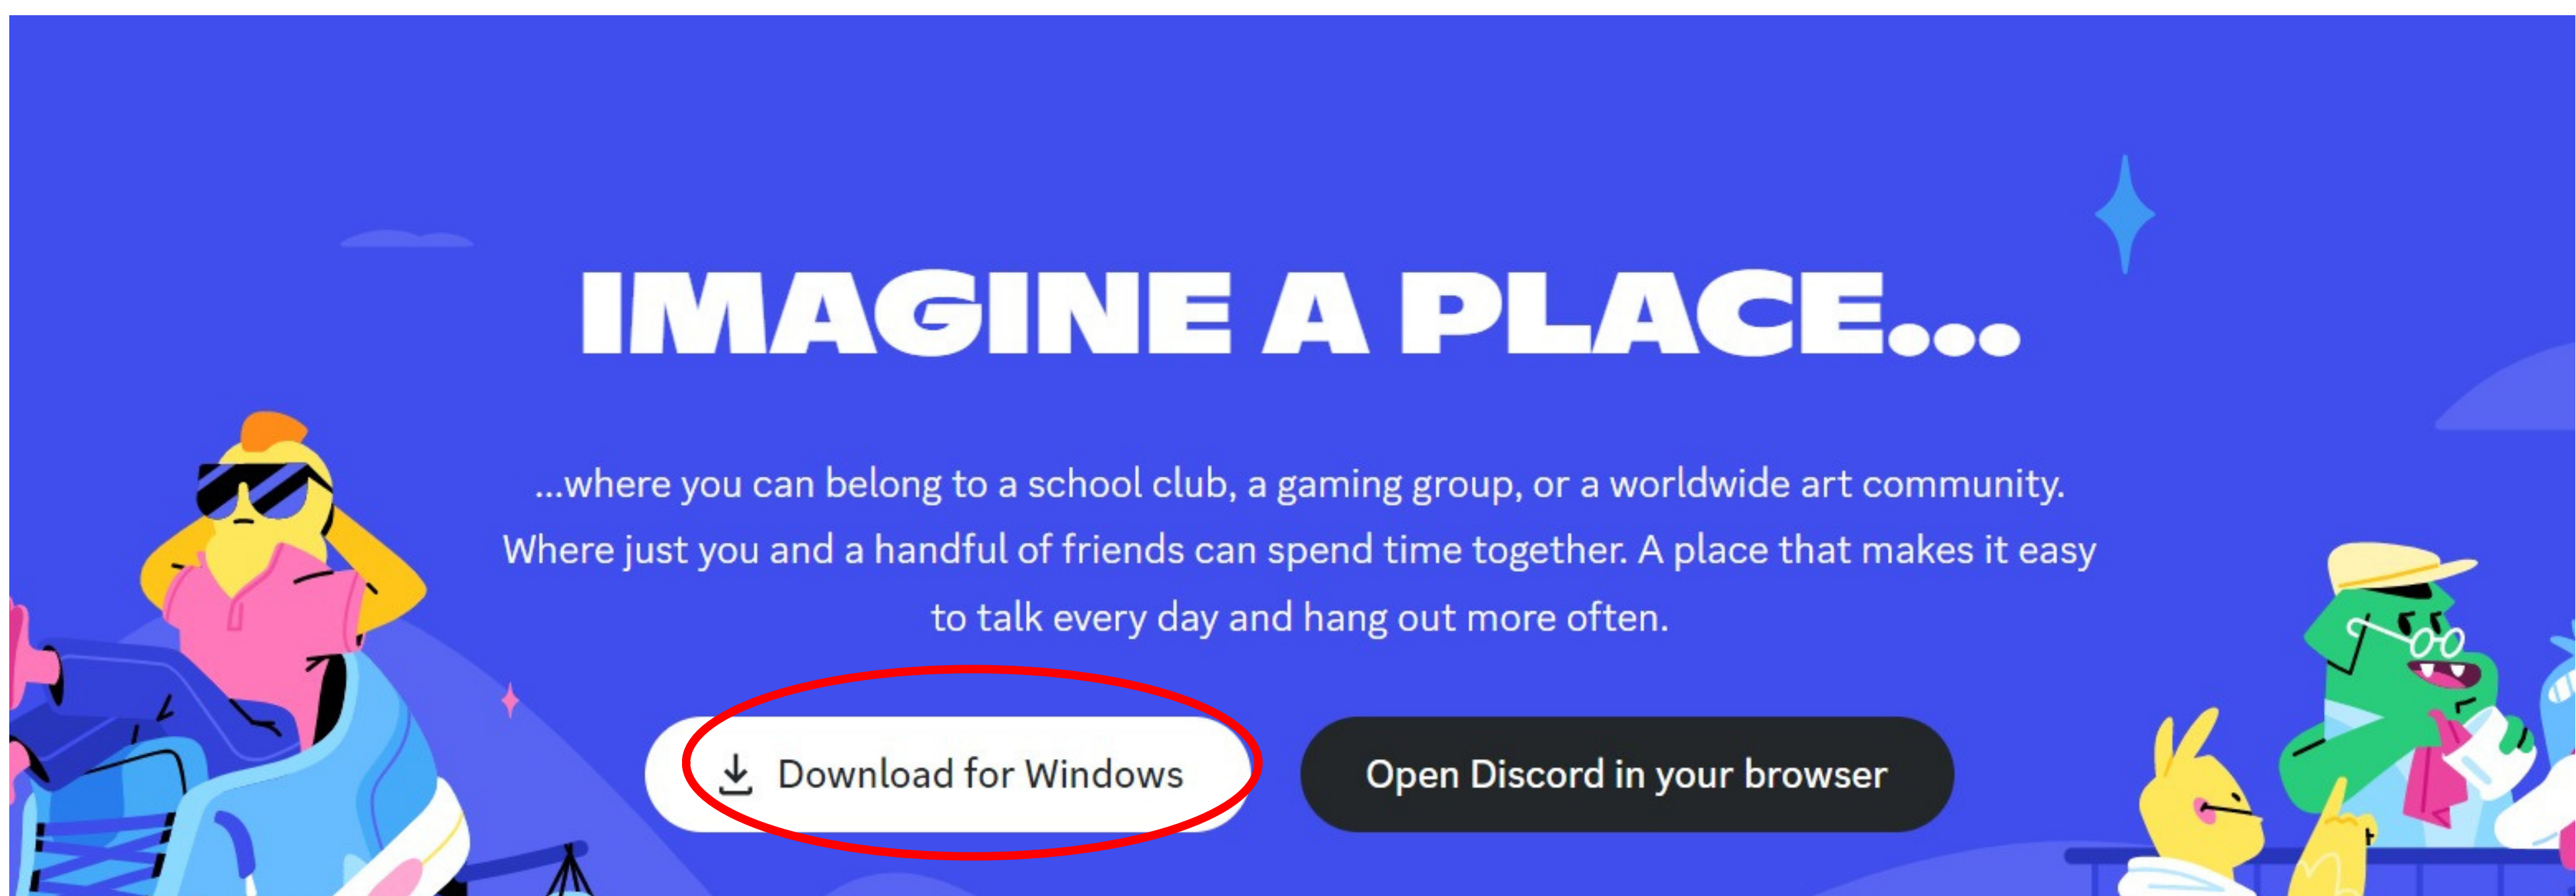 IMAGINE A PLACE...
...where you can belong to a school club, a gaming group, or a worldwide art community.
Where just you and a handful of friends can spend time together. A place that makes it easy
to talk every day and hang out more often.
Download for Windows
Open Discord in your browser